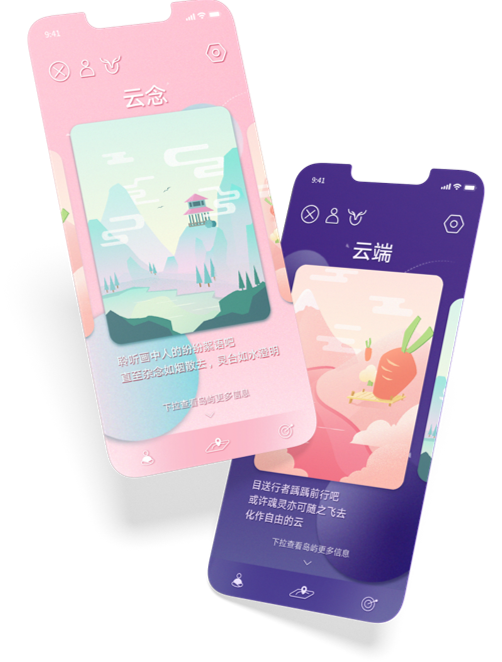 9:41
云念
聆听画中人的纷纷絮语吧
直至杂念如烟散去，灵台如水澄明
下拉查看岛屿更多信息
9:41
云端
目送行者踽踽前行吧
或许魂灵亦可随之飞去
化作自由的云
下拉查看岛屿更多信息